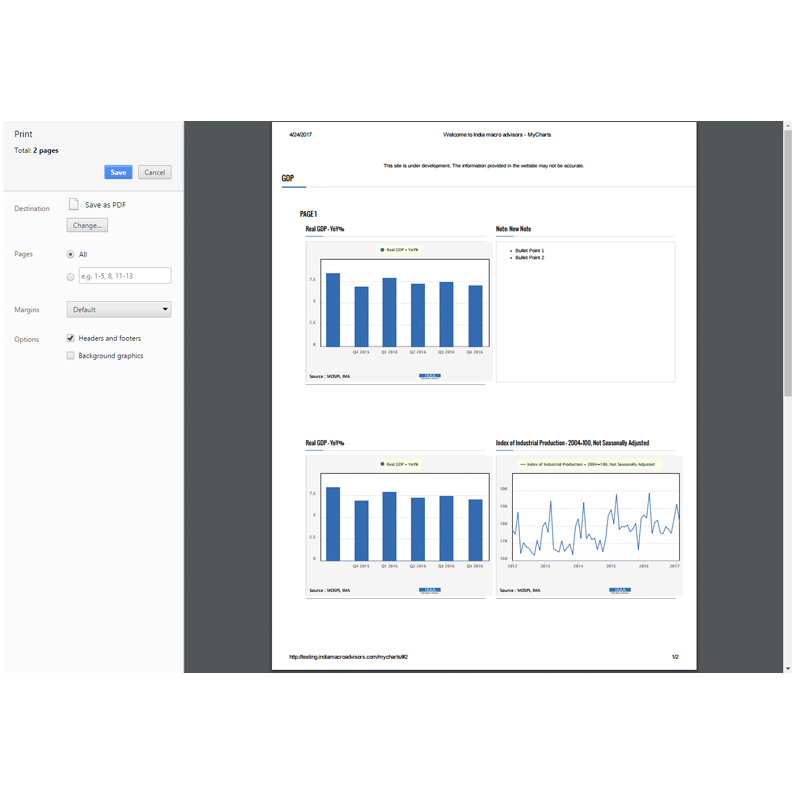 Print
Total: 2 pages
Save Cancel
Destination Save as PDF
Change...
Pages All
e.g. 1-5, 8, 11-13
Margins Default
Options Headers and footers
Background graphics
4/24/2017 Welcome to India macro advisors - MyCharts
This site is under development. The information provided in the website may not be accurate.
GDP
PAGE 1
Real GDP - YoY%
Real GDP - YoY%
7.5
5
2.5
0
Q4 2015 Q1 2016 Q2 2016 Q3 2016 Q4 2016
Source : MOSPI, IMA
Note: New Note
Bullet Point 1
Bullet Point 2
Real GDP - YoY%
Real GDP - YoY%
7.5
5
2.5
0
Q4 2015 Q1 2016 Q2 2016 Q3 2016 Q4 2016
Source : MOSPI, IMA
Index of Industrial Production - 2004=100, Not Seasonally Adjusted
Index of Industrial Production - 2004=100, Not Seasonally Adjusted
200
190
180
170
160
2012 2013 2014 2015 2016 2017
Source : MOSPI, IMA
http://testing.indiamacroadvisors.com/mycharts/#2 1/2